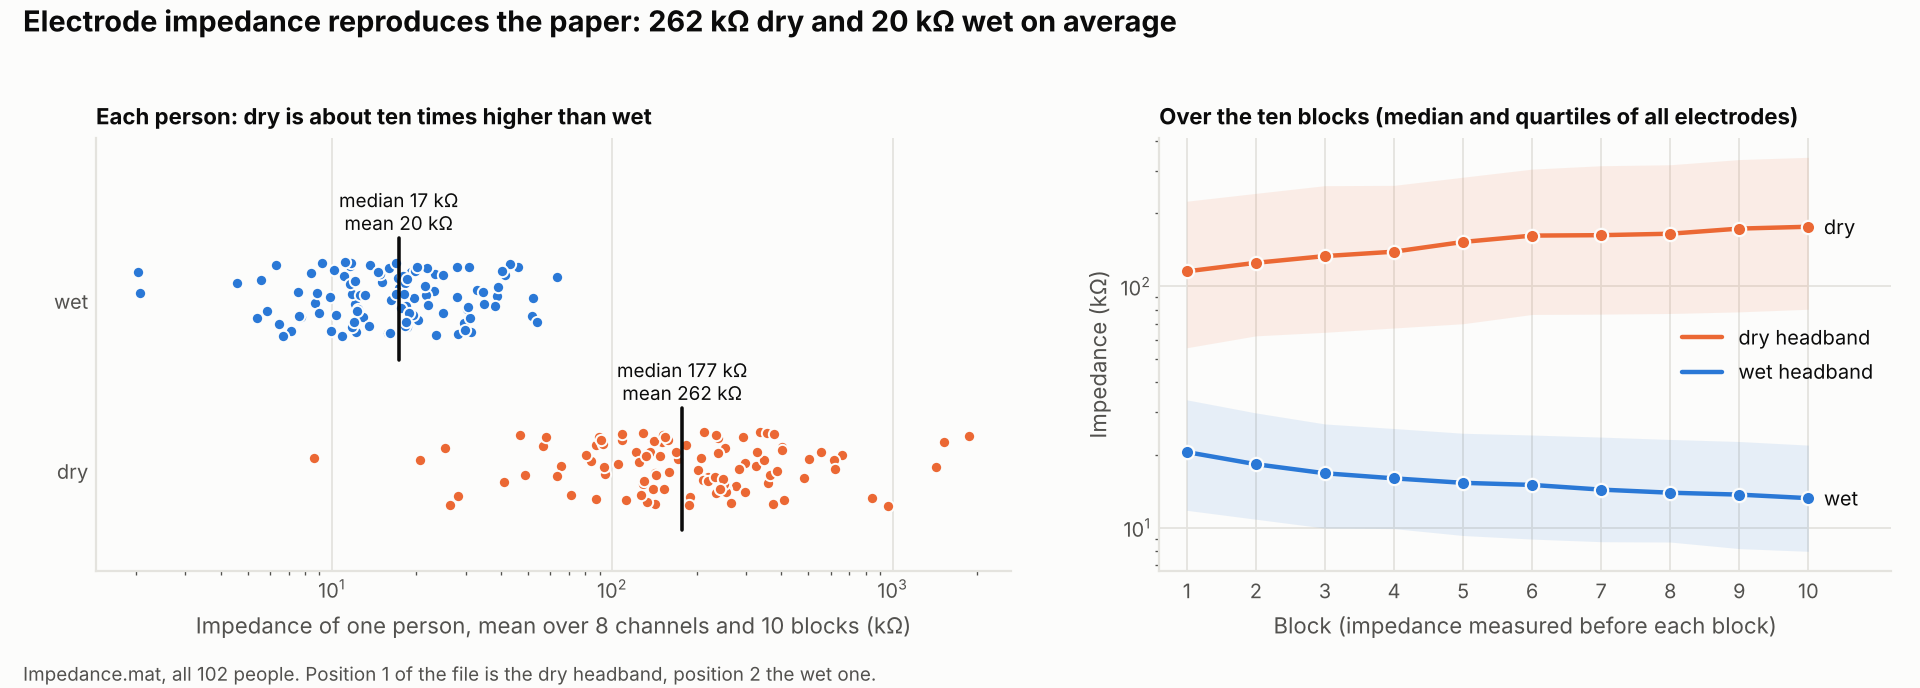 Electrode impedance reproduces the paper: 262 kΩ dry and 20 kΩ wet on average
Each person: dry is about ten times higher than wet
median 17 kΩ
mean 20 kΩ
wet
median 177 kΩ
mean 262 kΩ
dry
10¹ 10² 10³
Impedance of one person, mean over 8 channels and 10 blocks (kΩ)
Over the ten blocks (median and quartiles of all electrodes)
Impedance (kΩ)
10²
10¹
dry
dry headband
wet headband
wet
1 2 3 4 5 6 7 8 9 10
Block (impedance measured before each block)
Impedance.mat, all 102 people. Position 1 of the file is the dry headband, position 2 the wet one.